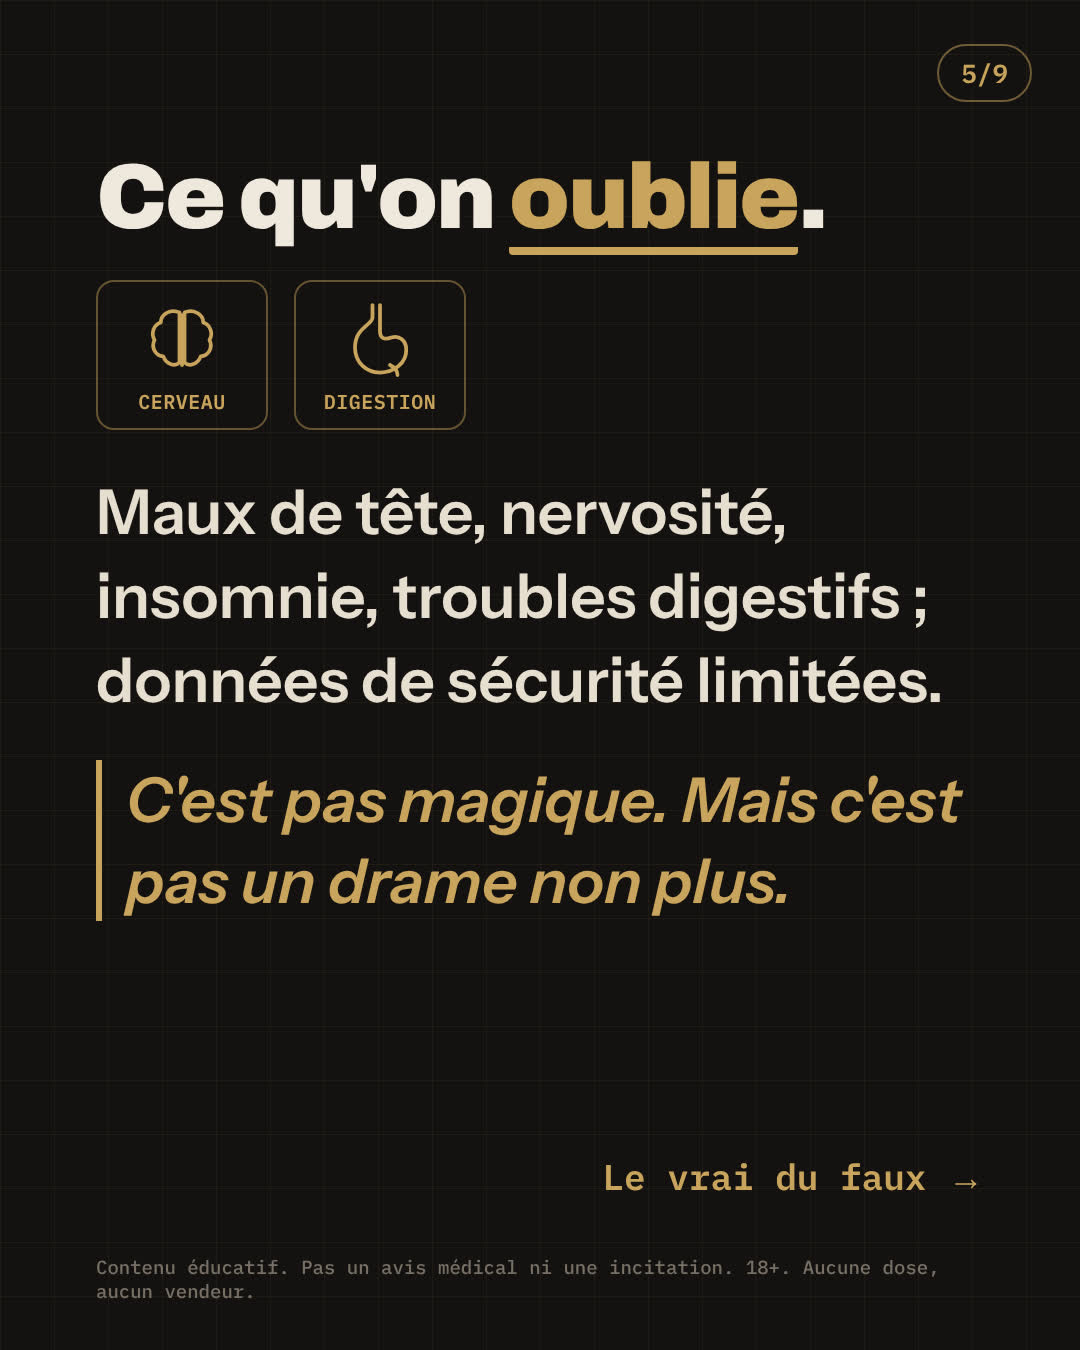 5/9
Ce qu'on oublie.
CERVEAU
DIGESTION
Maux de tête, nervosité,
insomnie, troubles digestifs ;
données de sécurité limitées.
C'est pas magique. Mais c'est
pas un drame non plus.
Le vrai du faux →
Contenu éducatif. Pas un avis médical ni une incitation. 18+. Aucune dose,
aucun vendeur.